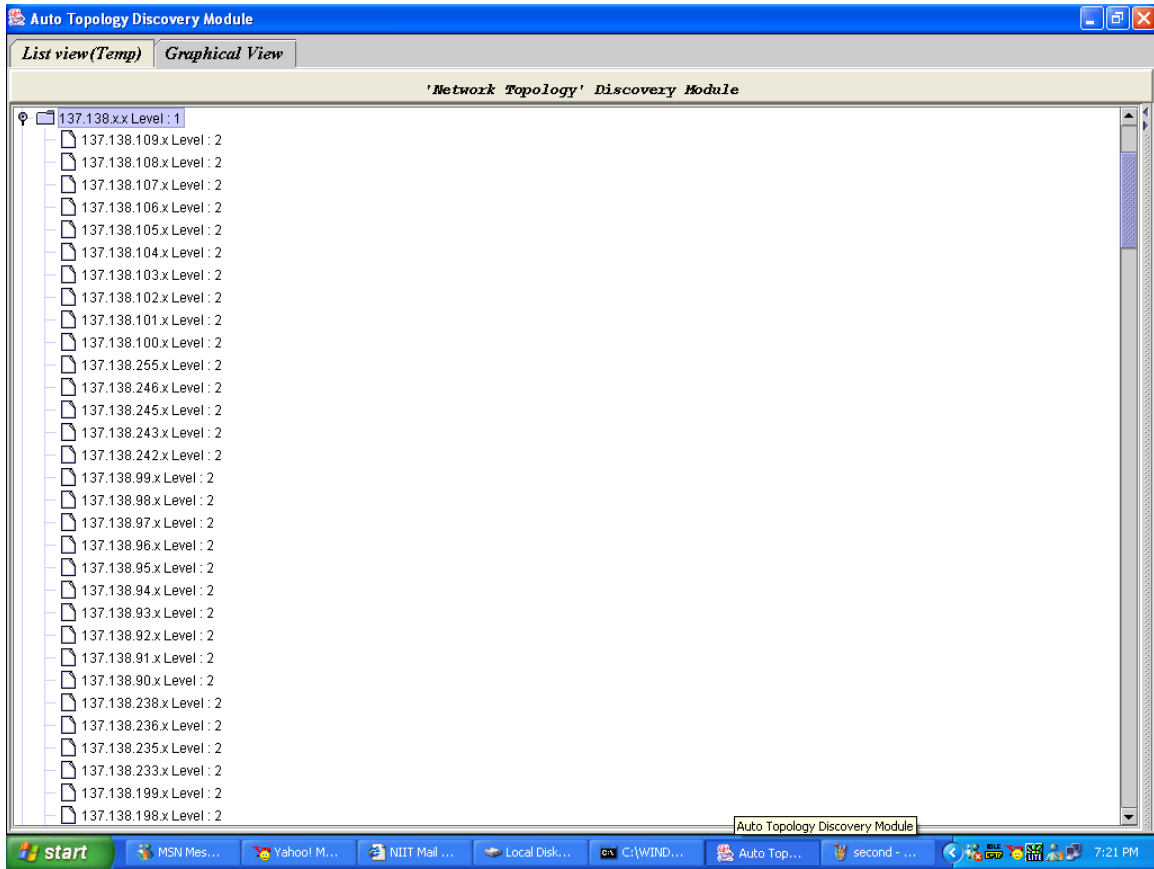 Auto Topology Discovery Module
List view(Temp) Graphical View
'Network Topology' Discovery Module
137.138.x.x Level : 1
137.138.109.x Level : 2
137.138.108.x Level : 2
137.138.107.x Level : 2
137.138.106.x Level : 2
137.138.105.x Level : 2
137.138.104.x Level : 2
137.138.103.x Level : 2
137.138.102.x Level : 2
137.138.101.x Level : 2
137.138.100.x Level : 2
137.138.255.x Level : 2
137.138.246.x Level : 2
137.138.245.x Level : 2
137.138.243.x Level : 2
137.138.242.x Level : 2
137.138.99.x Level : 2
137.138.98.x Level : 2
137.138.97.x Level : 2
137.138.96.x Level : 2
137.138.95.x Level : 2
137.138.94.x Level : 2
137.138.93.x Level : 2
137.138.92.x Level : 2
137.138.91.x Level : 2
137.138.90.x Level : 2
137.138.238.x Level : 2
137.138.236.x Level : 2
137.138.235.x Level : 2
137.138.233.x Level : 2
137.138.199.x Level : 2
137.138.198.x Level : 2
Auto Topology Discovery Module
start MSN Mes... Yahoo! M... NIIT Mail ... Local Disk... C:\WIND... Auto Top... second - ... 7:21 PM